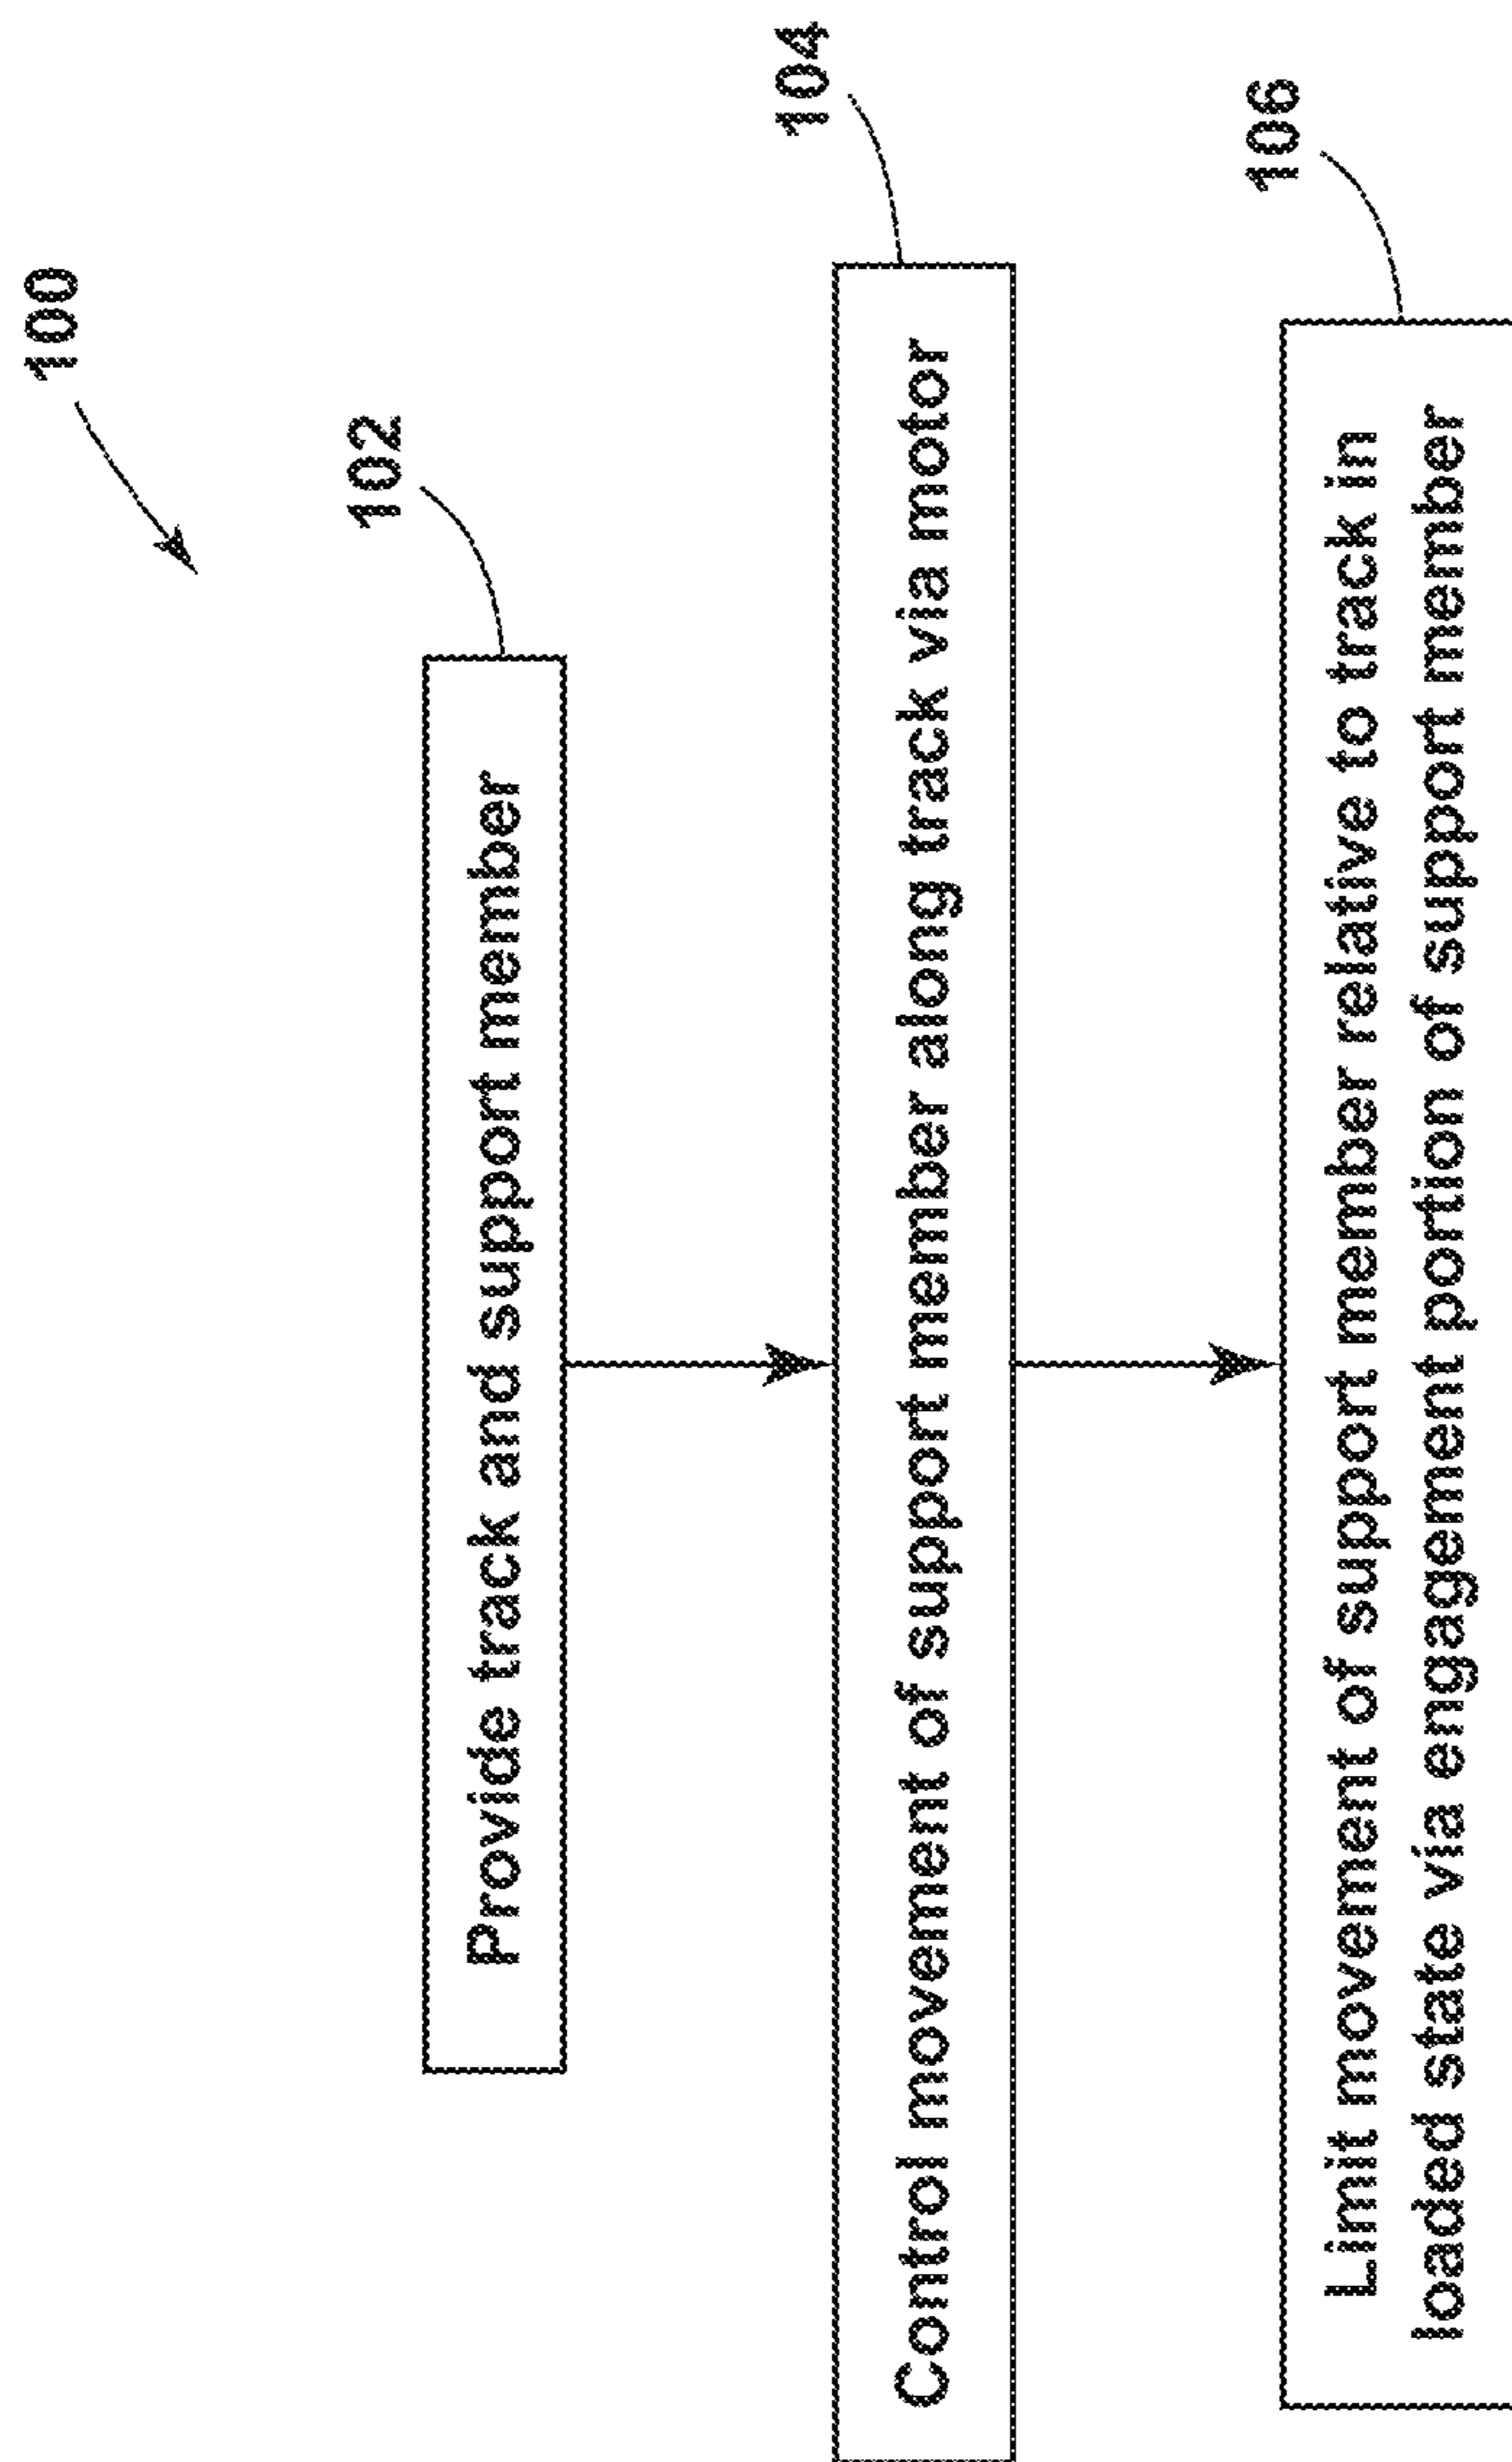 100
102
Provide track and support member
104
Control movement of support member along track via motor
106
Limit movement of support member relative to track in
loaded state via engagement portion of support member